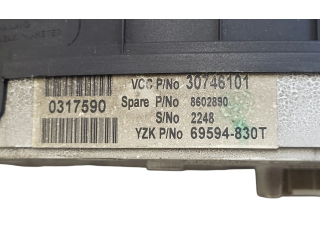 VCC P/No 30746101
0317590
Spare P/No 8602890
S/No 2248
YZK P/No 69594-830T